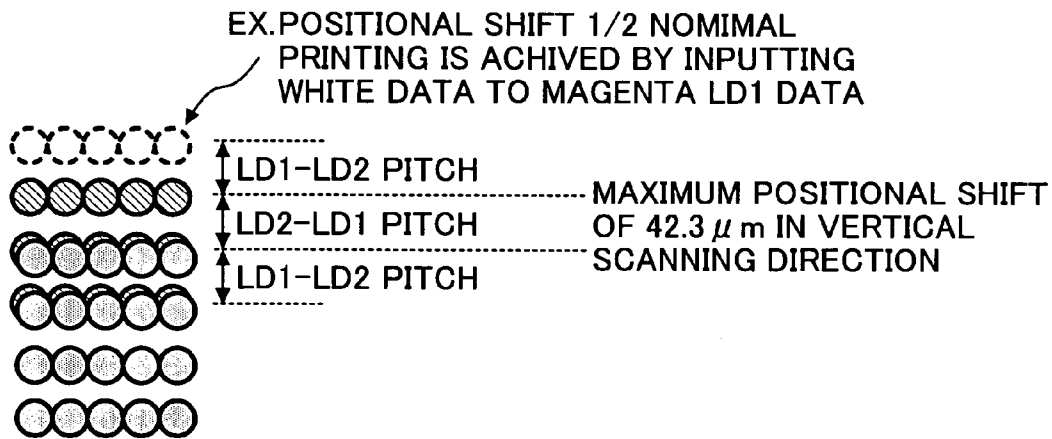 EX.POSITIONAL SHIFT 1/2 NOMIMAL
PRINTING IS ACHIVED BY INPUTTING
WHITE DATA TO MAGENTA LD1 DATA
LD1-LD2 PITCH
LD2-LD1 PITCH
LD1-LD2 PITCH
MAXIMUM POSITIONAL SHIFT
OF 42.3 μm IN VERTICAL
SCANNING DIRECTION